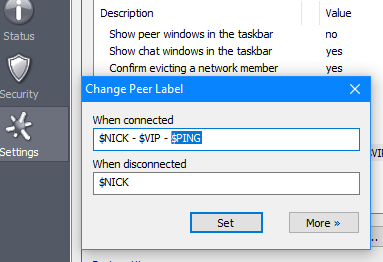 Description Value
Status
Show peer windows in the taskbar no
Show chat windows in the taskbar yes
Confirm evicting a network member yes
Change Peer Label
Security
When connected
$NICK - $VIP - $PING
Settings
When disconnected
$NICK
Set More »